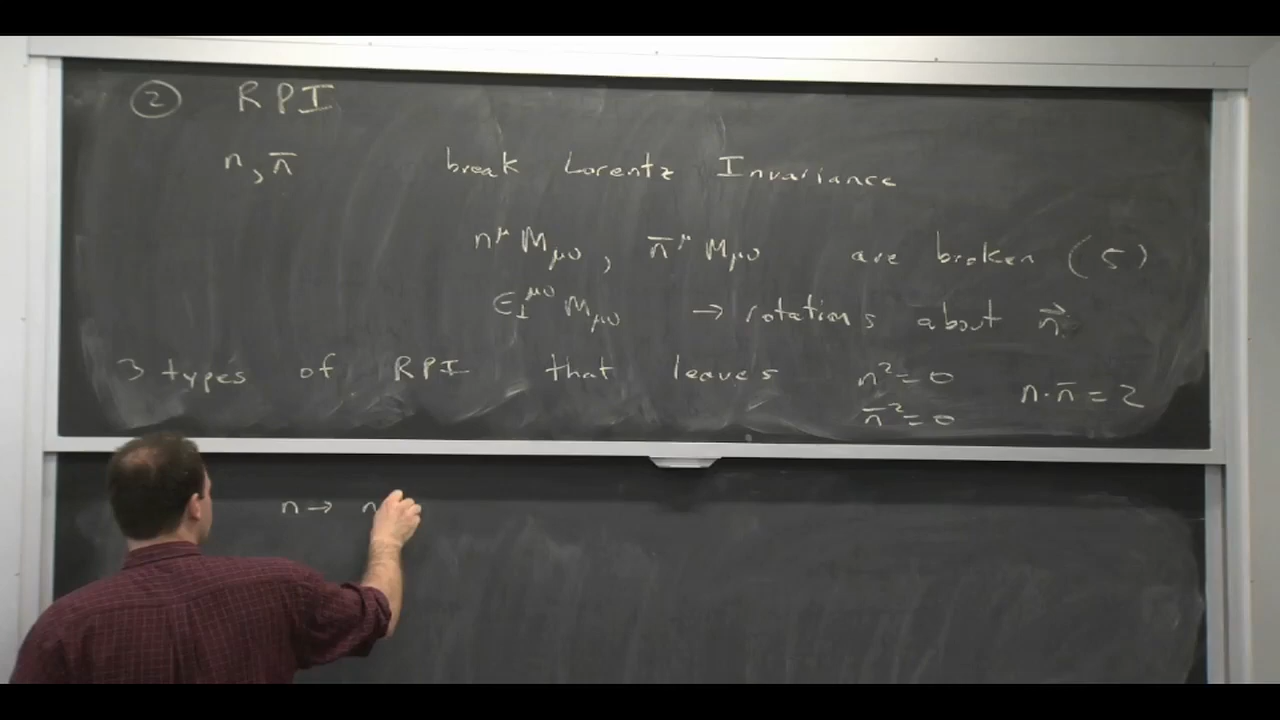 ② RPI
n, n̅ break Lorentz Invariance
n^μ M_μν, n̅^μ M_μν are broken (5)
ϵ_⊥^μν M_μν → rotations about n⃗
3 types of RPI that leaves n² = 0 n·n̅ = 2
n̅² = 0
n → n